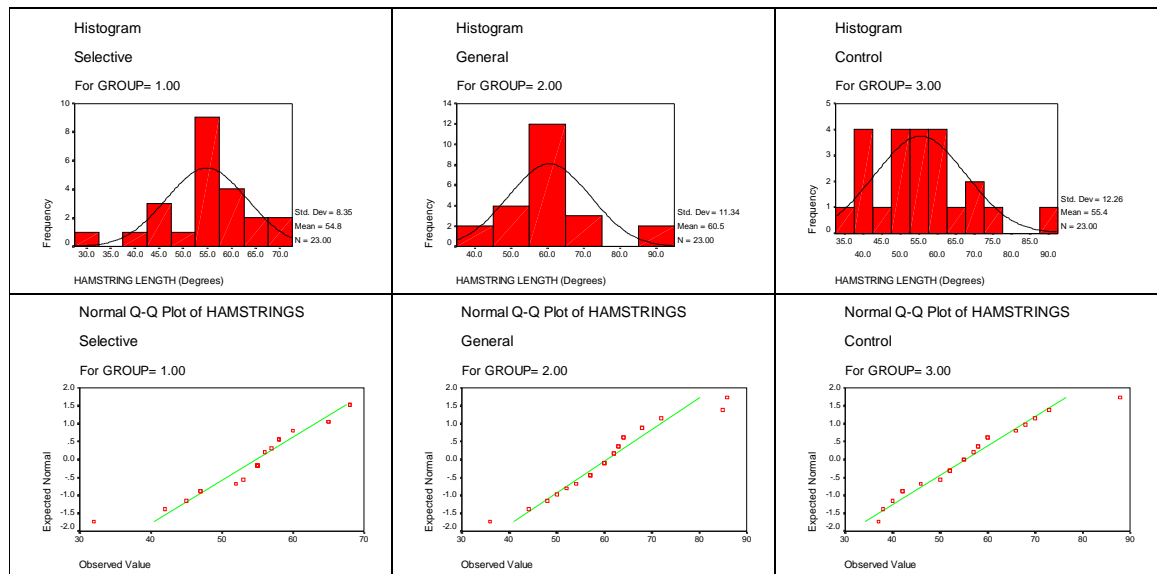 Histogram
Selective
For GROUP= 1.00
10
8
6
4
2
0
Frequency
30.0 35.0 40.0 45.0 50.0 55.0 60.0 65.0 70.0
Std. Dev = 8.35
Mean = 54.8
N = 23.00
HAMSTRING LENGTH (Degrees)
Histogram
General
For GROUP= 2.00
14
12
10
8
6
4
2
0
Frequency
40.0 50.0 60.0 70.0 80.0 90.0
Std. Dev = 11.34
Mean = 60.5
N = 23.00
HAMSTRING LENGTH (Degrees)
Histogram
Control
For GROUP= 3.00
5
4
3
2
1
0
Frequency
35.0 45.0 55.0 65.0 75.0 85.0
40.0 50.0 60.0 70.0 80.0 90.0
Std. Dev = 12.26
Mean = 55.4
N = 23.00
HAMSTRING LENGTH (Degrees)
Normal Q-Q Plot of HAMSTRINGS
Selective
For GROUP= 1.00
2.0
1.5
1.0
.5
0.0
-.5
-1.0
-1.5
-2.0
Expected Normal
30 40 50 60 70
Observed Value
Normal Q-Q Plot of HAMSTRINGS
General
For GROUP= 2.00
2.0
1.5
1.0
.5
0.0
-.5
-1.0
-1.5
-2.0
Expected Normal
30 40 50 60 70 80 90
Observed Value
Normal Q-Q Plot of HAMSTRINGS
Control
For GROUP= 3.00
2.0
1.5
1.0
.5
0.0
-.5
-1.0
-1.5
-2.0
Expected Normal
30 40 50 60 70 80 90
Observed Value